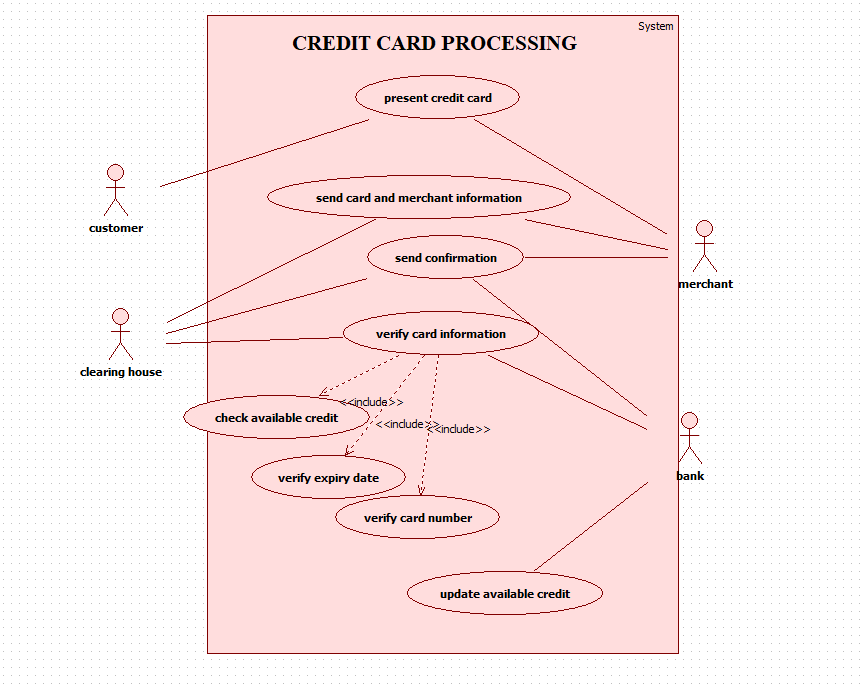 System
CREDIT CARD PROCESSING
present credit card
send card and merchant information
customer
send confirmation
merchant
verify card information
clearing house
<<include>>
check available credit
<<include>>
<<include>>
verify expiry date
bank
verify card number
update available credit